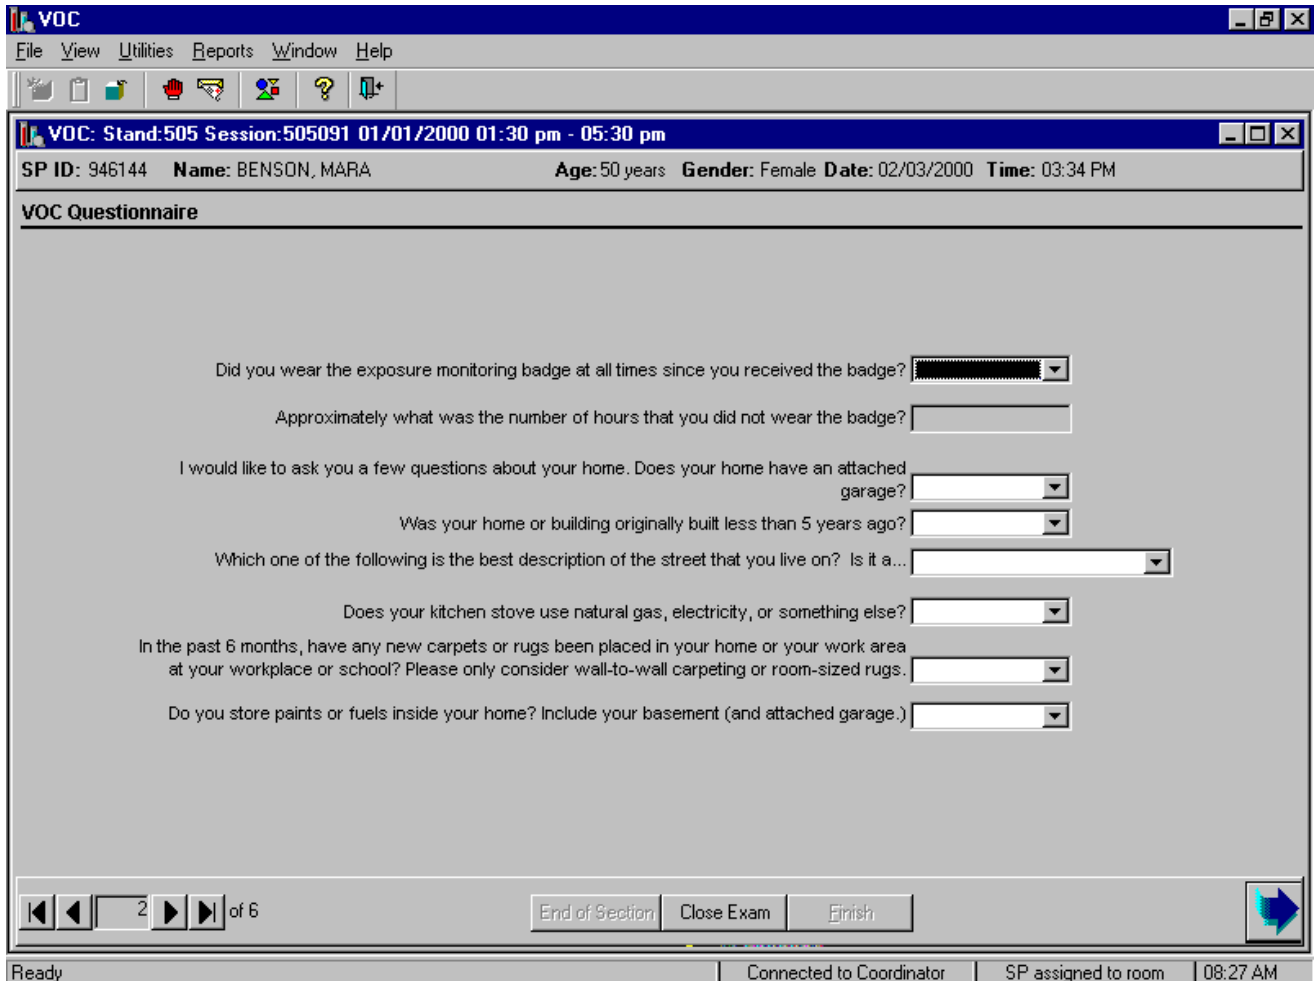 VOC
File View Utilities Reports Window Help
VOC: Stand:505 Session:505091 01/01/2000 01:30 pm - 05:30 pm
SP ID: 946144 Name: BENSON, MARA Age: 50 years Gender: Female Date: 02/03/2000 Time: 03:34 PM
VOC Questionnaire
Did you wear the exposure monitoring badge at all times since you received the badge?
Approximately what was the number of hours that you did not wear the badge?
I would like to ask you a few questions about your home. Does your home have an attached
garage?
Was your home or building originally built less than 5 years ago?
Which one of the following is the best description of the street that you live on? Is it a...
Does your kitchen stove use natural gas, electricity, or something else?
In the past 6 months, have any new carpets or rugs been placed in your home or your work area
at your workplace or school? Please only consider wall-to-wall carpeting or room-sized rugs.
Do you store paints or fuels inside your home? Include your basement (and attached garage.)
2 of 6 End of Section Close Exam Finish
Ready Connected to Coordinator SP assigned to room 08:27 AM